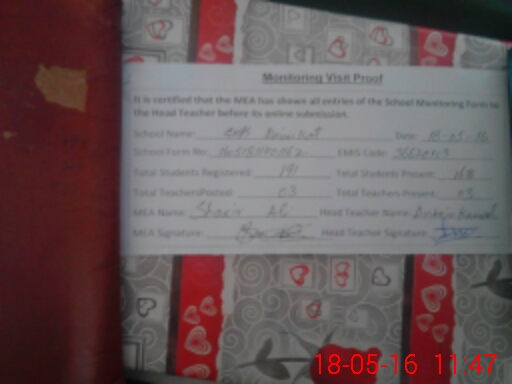 Monitoring Visit Proof
It is certified that the MEA has shown all entries of the School Monitoring Form to
the Head Teacher before its online submission.
School Name: Date: 18-05-16
School Form No: EMIS Code:
Total Students Registered: 191 Total Students Present: 168
Total TeachersPosted: 03 Total Teachers Present: 03
MEA Name: Head Teacher Name:
MEA Signature: Head Teacher Signature:
18-05-16 11:47